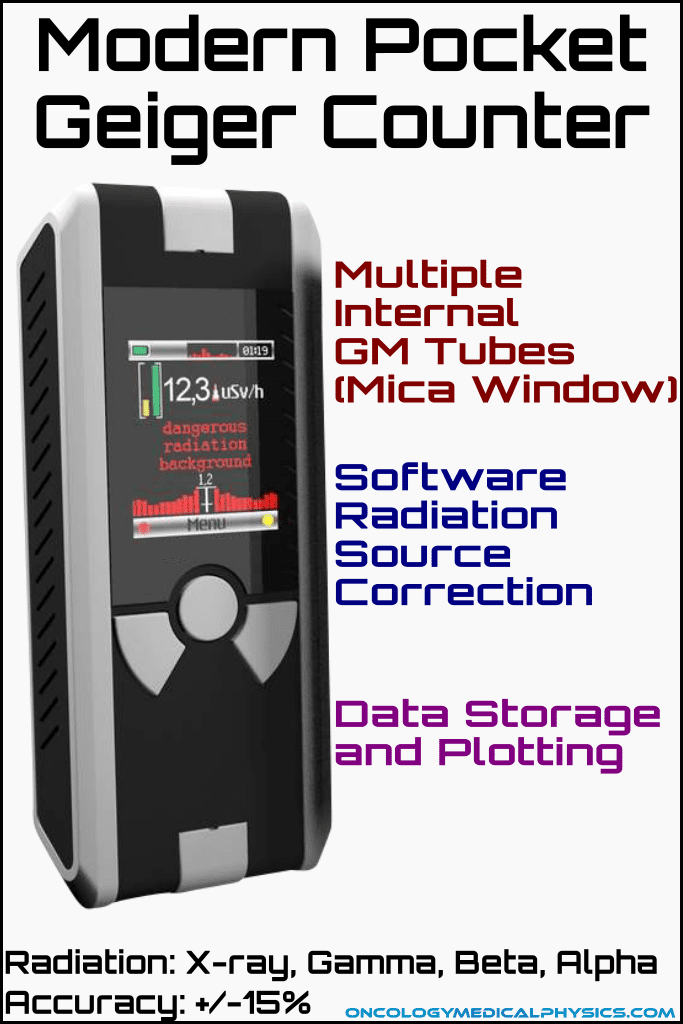 Modern Pocket
Geiger Counter
Multiple
Internal
GM Tubes
(Mica Window)
01:19
12,3 uSv/h
dangerous
radiation
background
1,2
Menu
Software
Radiation
Source
Correction
Data Storage
and Plotting
Radiation: X-ray, Gamma, Beta, Alpha
Accuracy: +/-15%
ONCOLOGYMEDICALPHYSICS.COM